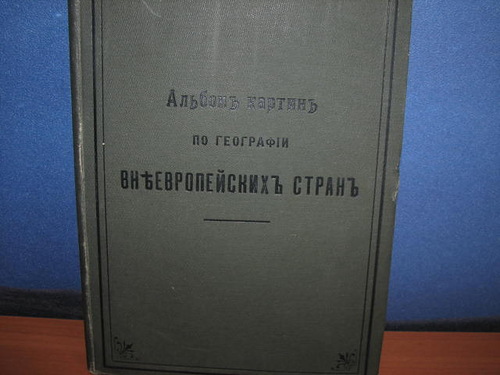 Альбомъ картинъ
ПО ГЕОГРАФІИ
ВНѢЕВРОПЕЙСКИХЪ СТРАНЪ